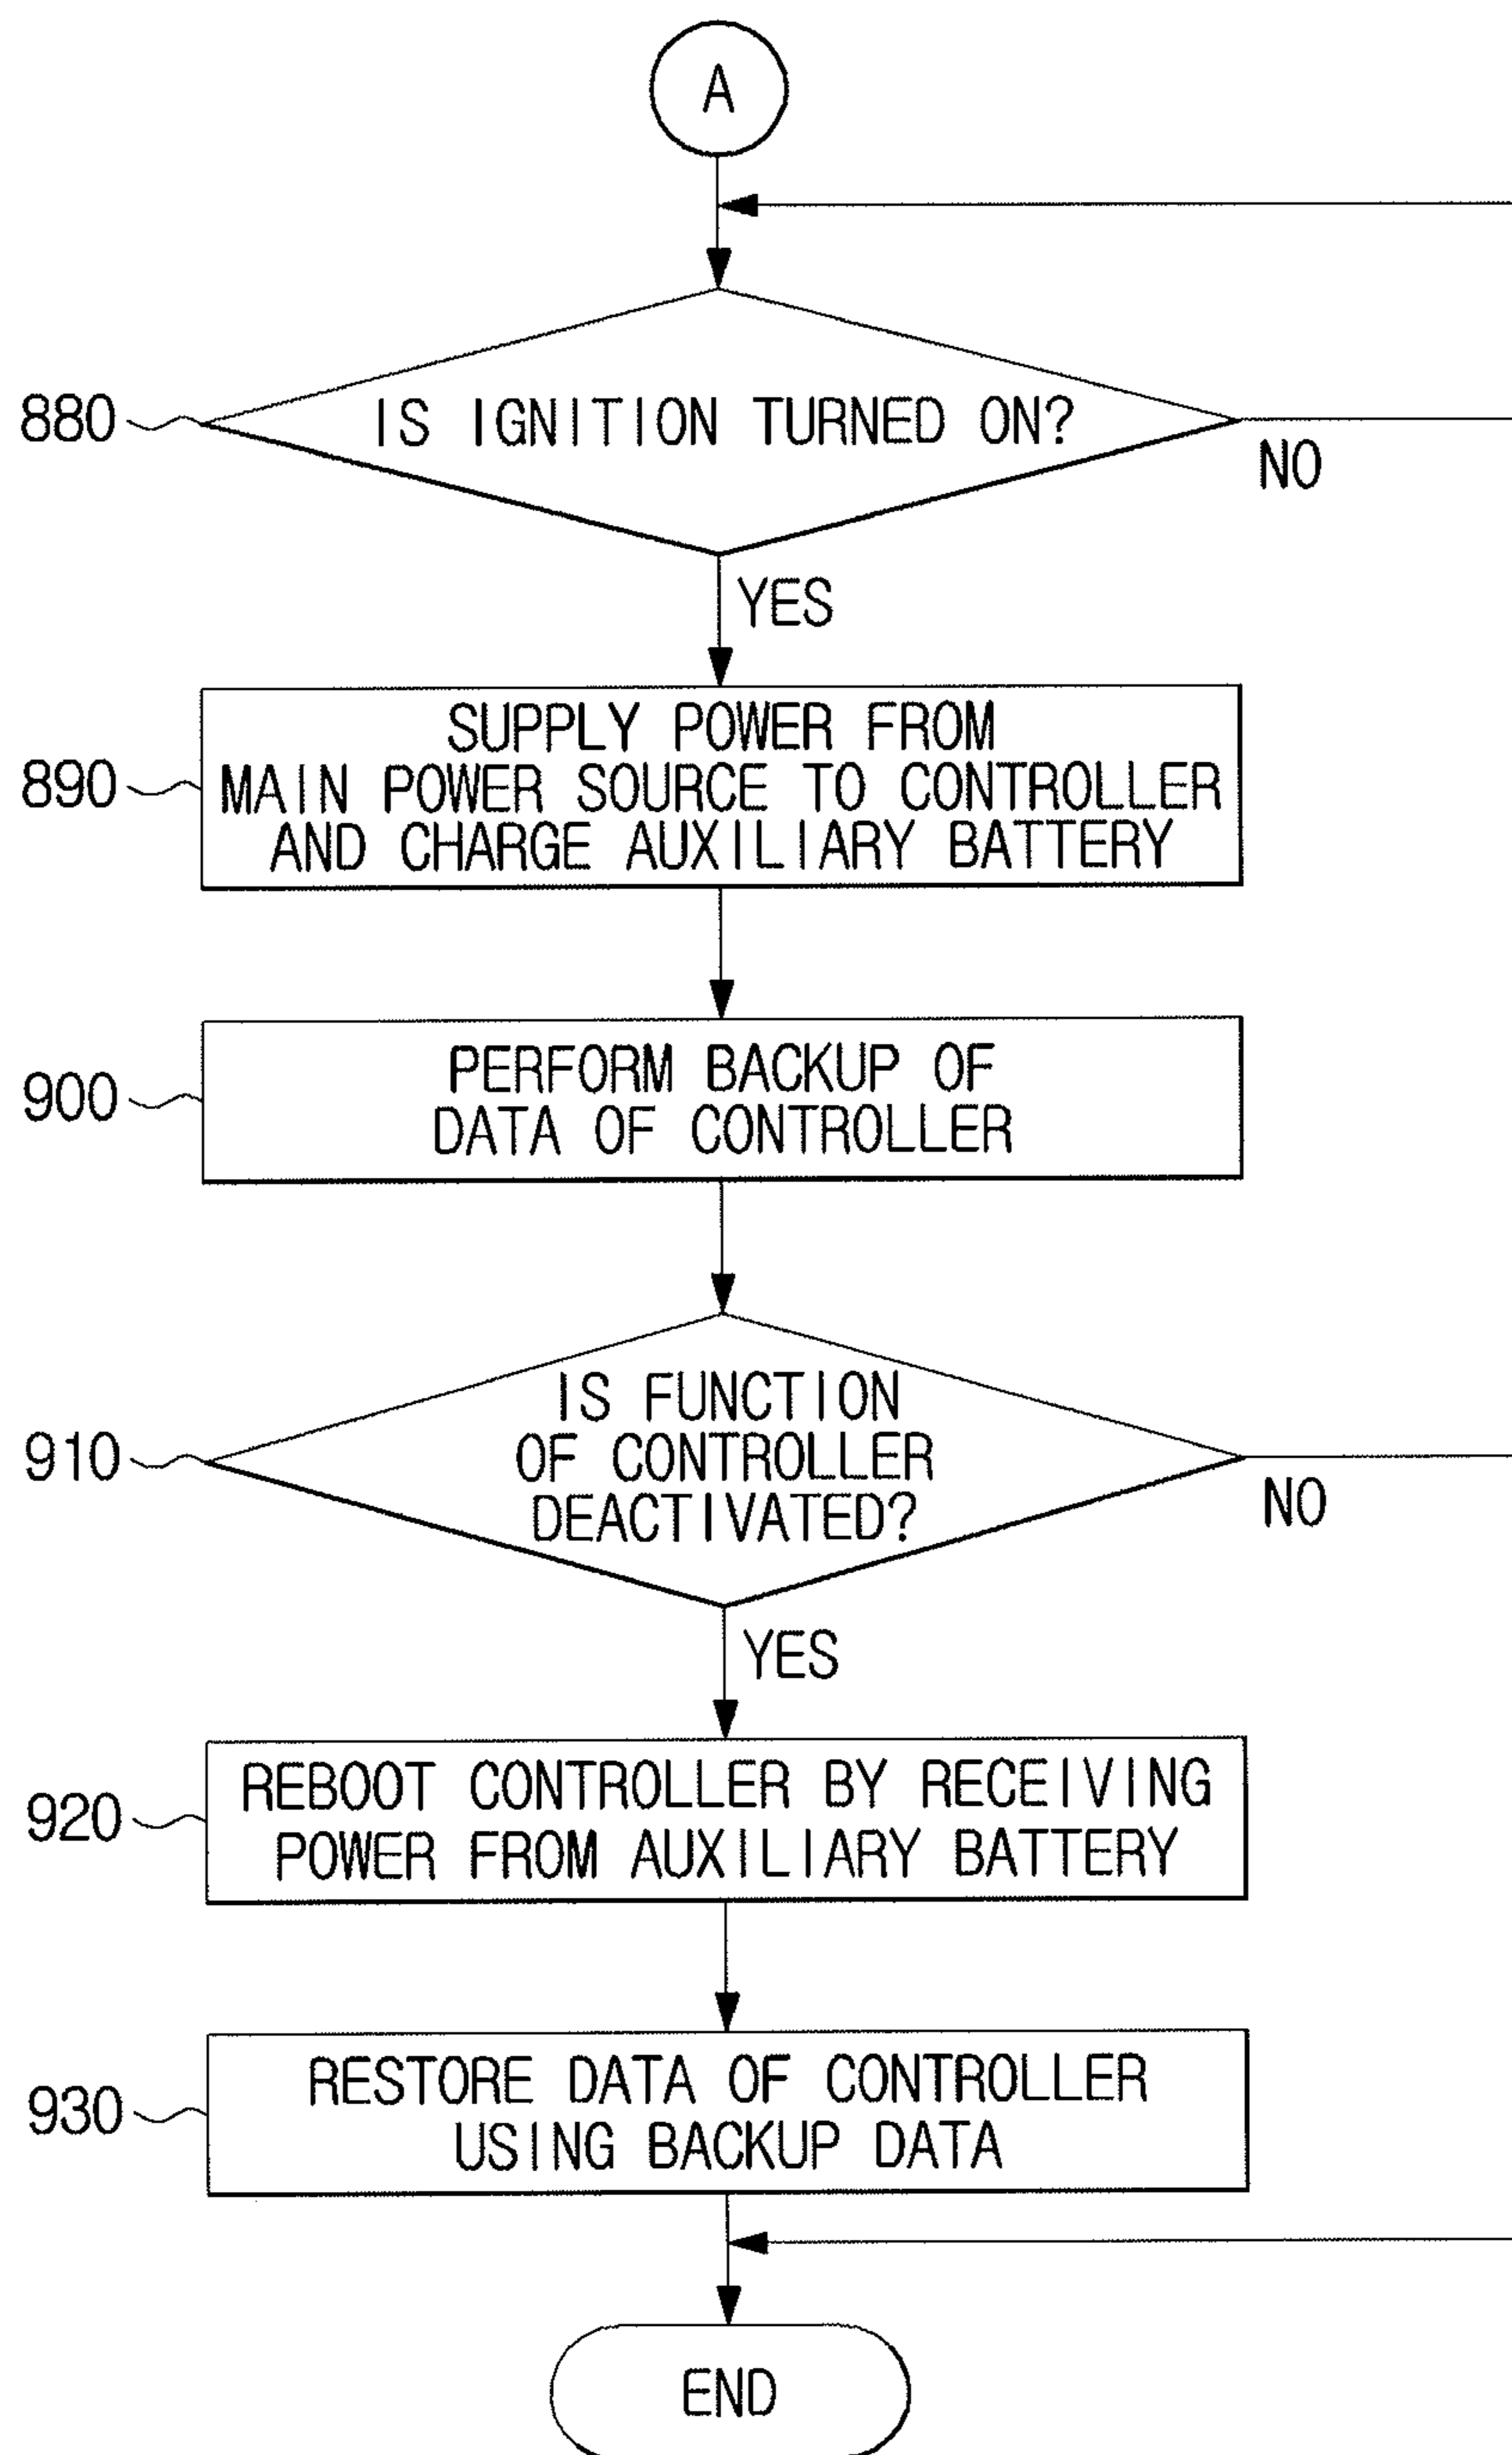 A
880
IS IGNITION TURNED ON?
NO
YES
890
SUPPLY POWER FROM
MAIN POWER SOURCE TO CONTROLLER
AND CHARGE AUXILIARY BATTERY
900
PERFORM BACKUP OF
DATA OF CONTROLLER
910
IS FUNCTION
OF CONTROLLER
DEACTIVATED?
NO
YES
920
REBOOT CONTROLLER BY RECEIVING
POWER FROM AUXILIARY BATTERY
930
RESTORE DATA OF CONTROLLER
USING BACKUP DATA
END